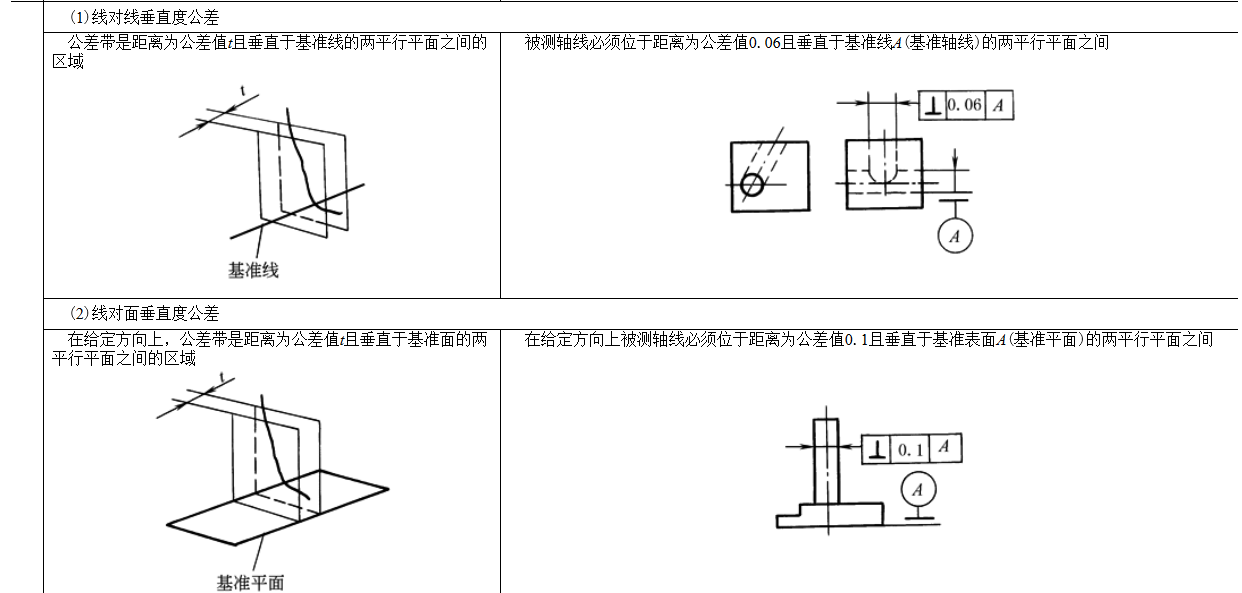 (1)线对线垂直度公差
公差带是距离为公差值t且垂直于基准线的两平行平面之间的
区域
被测轴线必须位于距离为公差值0.06且垂直于基准线A(基准轴线)的两平行平面之间
t
基准线
⊥ 0.06 A
A
(2)线对面垂直度公差
在给定方向上，公差带是距离为公差值t且垂直于基准面的两
平行平面之间的区域
在给定方向上被测轴线必须位于距离为公差值0.1且垂直于基准表面A(基准平面)的两平行平面之间
t
基准平面
⊥ 0.1 A
A